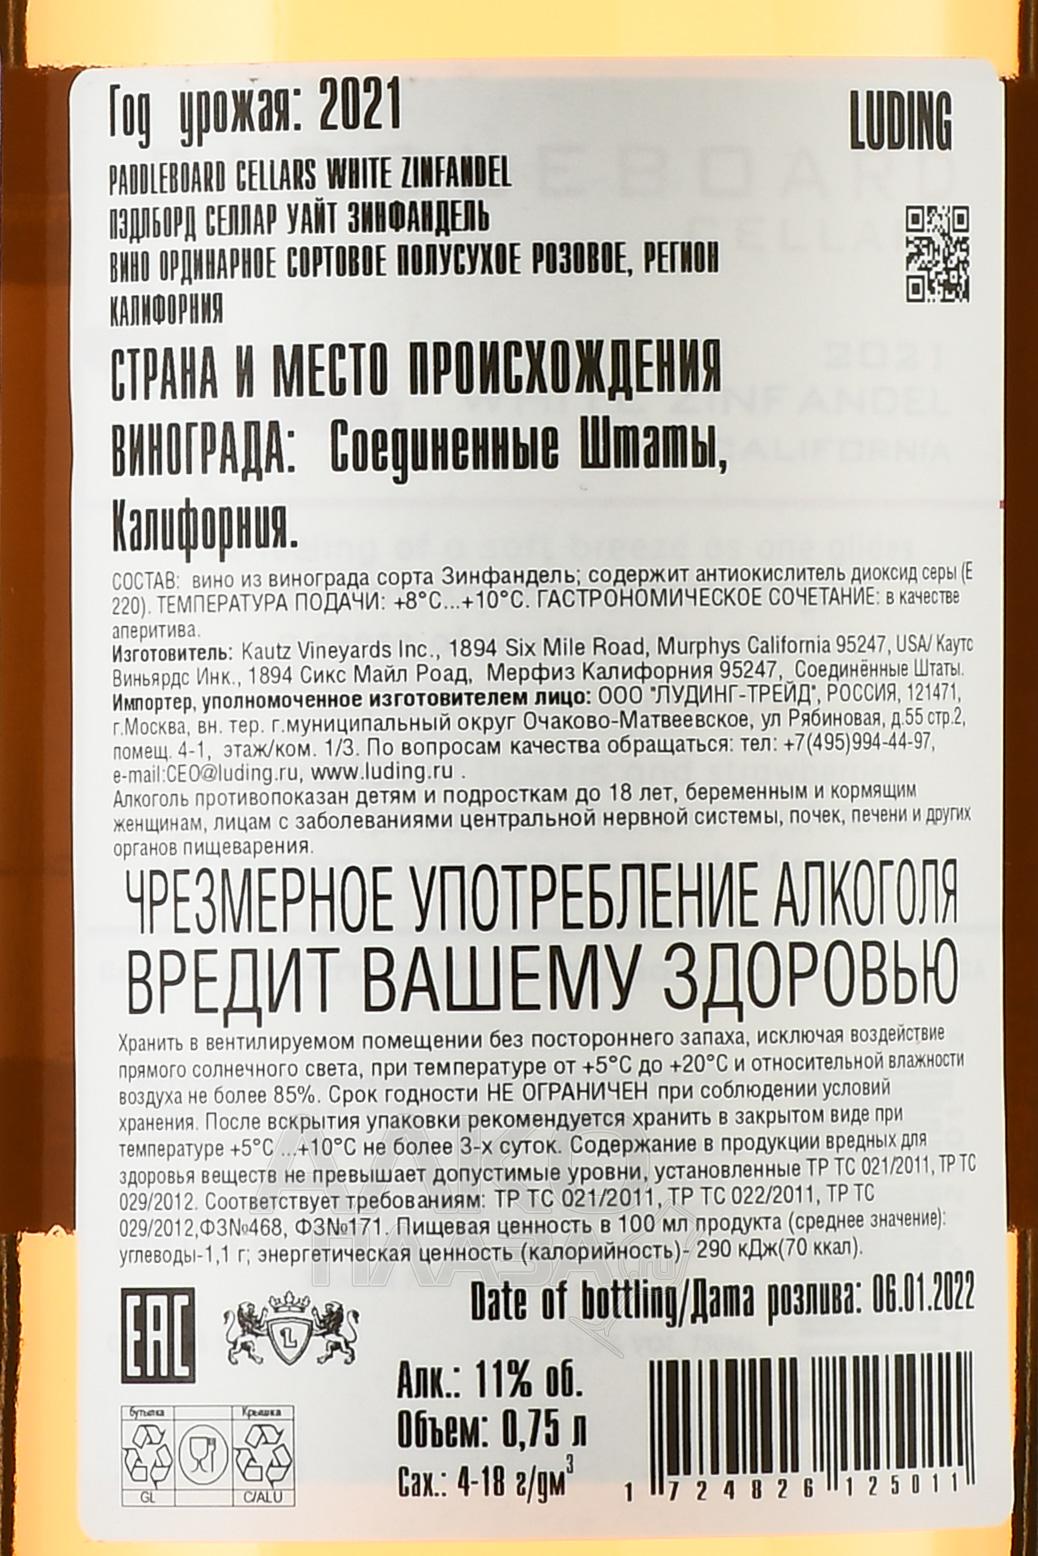 Год урожая: 2021
LUDING
PADDLEBOARD CELLARS WHITE ZINFANDEL
ПЭДЛБОРД СЕЛЛАР УАЙТ ЗИНФАНДЕЛЬ
ВИНО ОРДИНАРНОЕ СОРТОВОЕ ПОЛУСУХОЕ РОЗОВОЕ, РЕГИОН
КАЛИФОРНИЯ
СТРАНА И МЕСТО ПРОИСХОЖДЕНИЯ
ВИНОГРАДА: Соединенные Штаты,
Калифорния.
СОСТАВ: вино из винограда сорта Зинфандель; содержит антиокислитель диоксид серы (Е
220). ТЕМПЕРАТУРА ПОДАЧИ: +8°С...+10°С. ГАСТРОНОМИЧЕСКОЕ СОЧЕТАНИЕ: в качестве
аперитива.
Изготовитель: Kautz Vineyards Inc., 1894 Six Mile Road, Murphys California 95247, USA/ Каутс
Виньярдс Инк., 1894 Сикс Майл Роад, Мерфиз Калифорния 95247, Соединённые Штаты.
Импортер, уполномоченное изготовителем лицо: ООО "ЛУДИНГ-ТРЕЙД", РОССИЯ, 121471,
г.Москва, вн. тер. г.муниципальный округ Очаково-Матвеевское, ул Рябиновая, д.55 стр.2,
помещ. 4-1, этаж/ком. 1/3. По вопросам качества обращаться: тел: +7(495)994-44-97,
e-mail:CEO@luding.ru, www.luding.ru .
Алкоголь противопоказан детям и подросткам до 18 лет, беременным и кормящим
женщинам, лицам с заболеваниями центральной нервной системы, почек, печени и других
органов пищеварения.
ЧРЕЗМЕРНОЕ УПОТРЕБЛЕНИЕ АЛКОГОЛЯ
ВРЕДИТ ВАШЕМУ ЗДОРОВЬЮ
Хранить в вентилируемом помещении без постороннего запаха, исключая воздействие
прямого солнечного света, при температуре от +5°С до +20°С и относительной влажности
воздуха не более 85%. Срок годности НЕ ОГРАНИЧЕН при соблюдении условий
хранения. После вскрытия упаковки рекомендуется хранить в закрытом виде при
температуре +5°С ...+10°С не более 3-х суток. Содержание в продукции вредных для
здоровья веществ не превышает допустимые уровни, установленные ТР ТС 021/2011, ТР ТС
029/2012. Соответствует требованиям: ТР ТС 021/2011, ТР ТС 022/2011, ТР ТС
029/2012,ФЗ№468, ФЗ№171. Пищевая ценность в 100 мл продукта (среднее значение):
углеводы-1,1 г; энергетическая ценность (калорийность)- 290 кДж(70 ккал).
Date of bottling/Дата розлива: 06.01.2022
EAC
L
Алк.: 11% об.
Объем: 0,75 л
Сах.: 4-18 г/дм³
бутылка
Крышка
GL
C/ALU
1 724826 125011